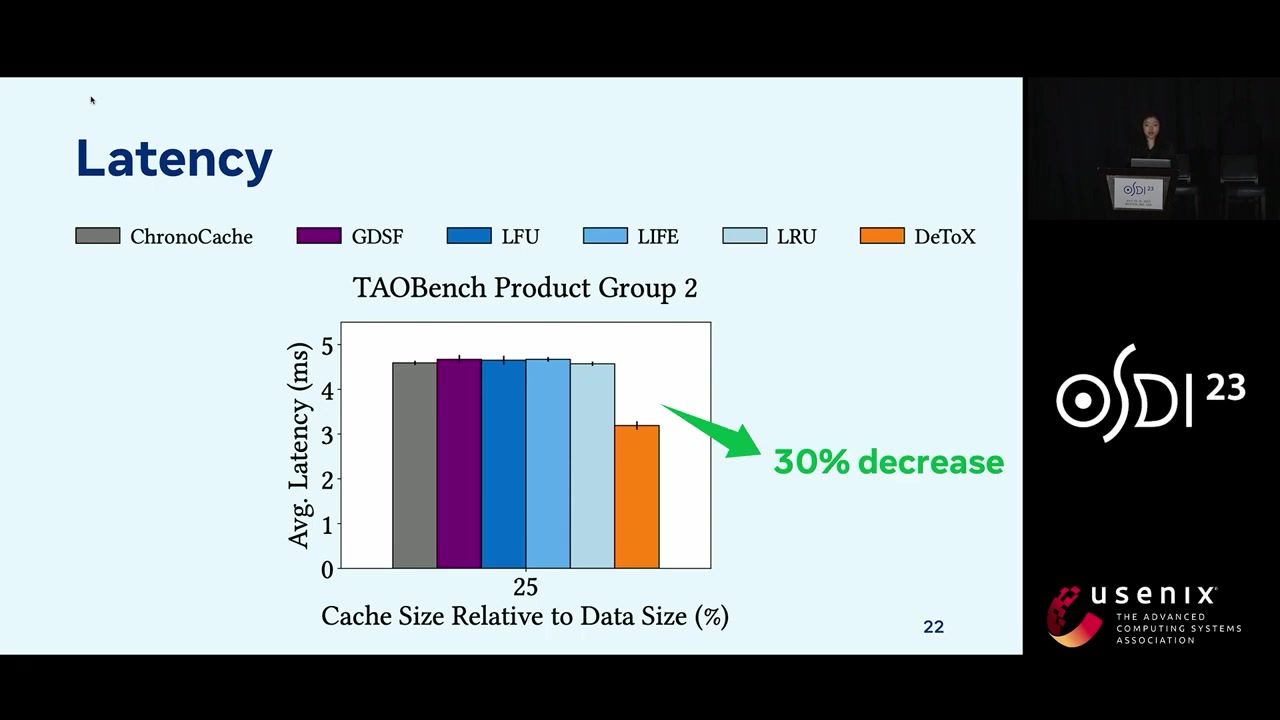 Latency
ChronoCache GDSF LFU LIFE LRU DeToX
TAOBench Product Group 2
Avg. Latency (ms)
5
4
3
2
1
0
25
Cache Size Relative to Data Size (%)
30% decrease
22
OSDI 23
OSDI 23
usenix
THE ADVANCED
COMPUTING SYSTEMS
ASSOCIATION